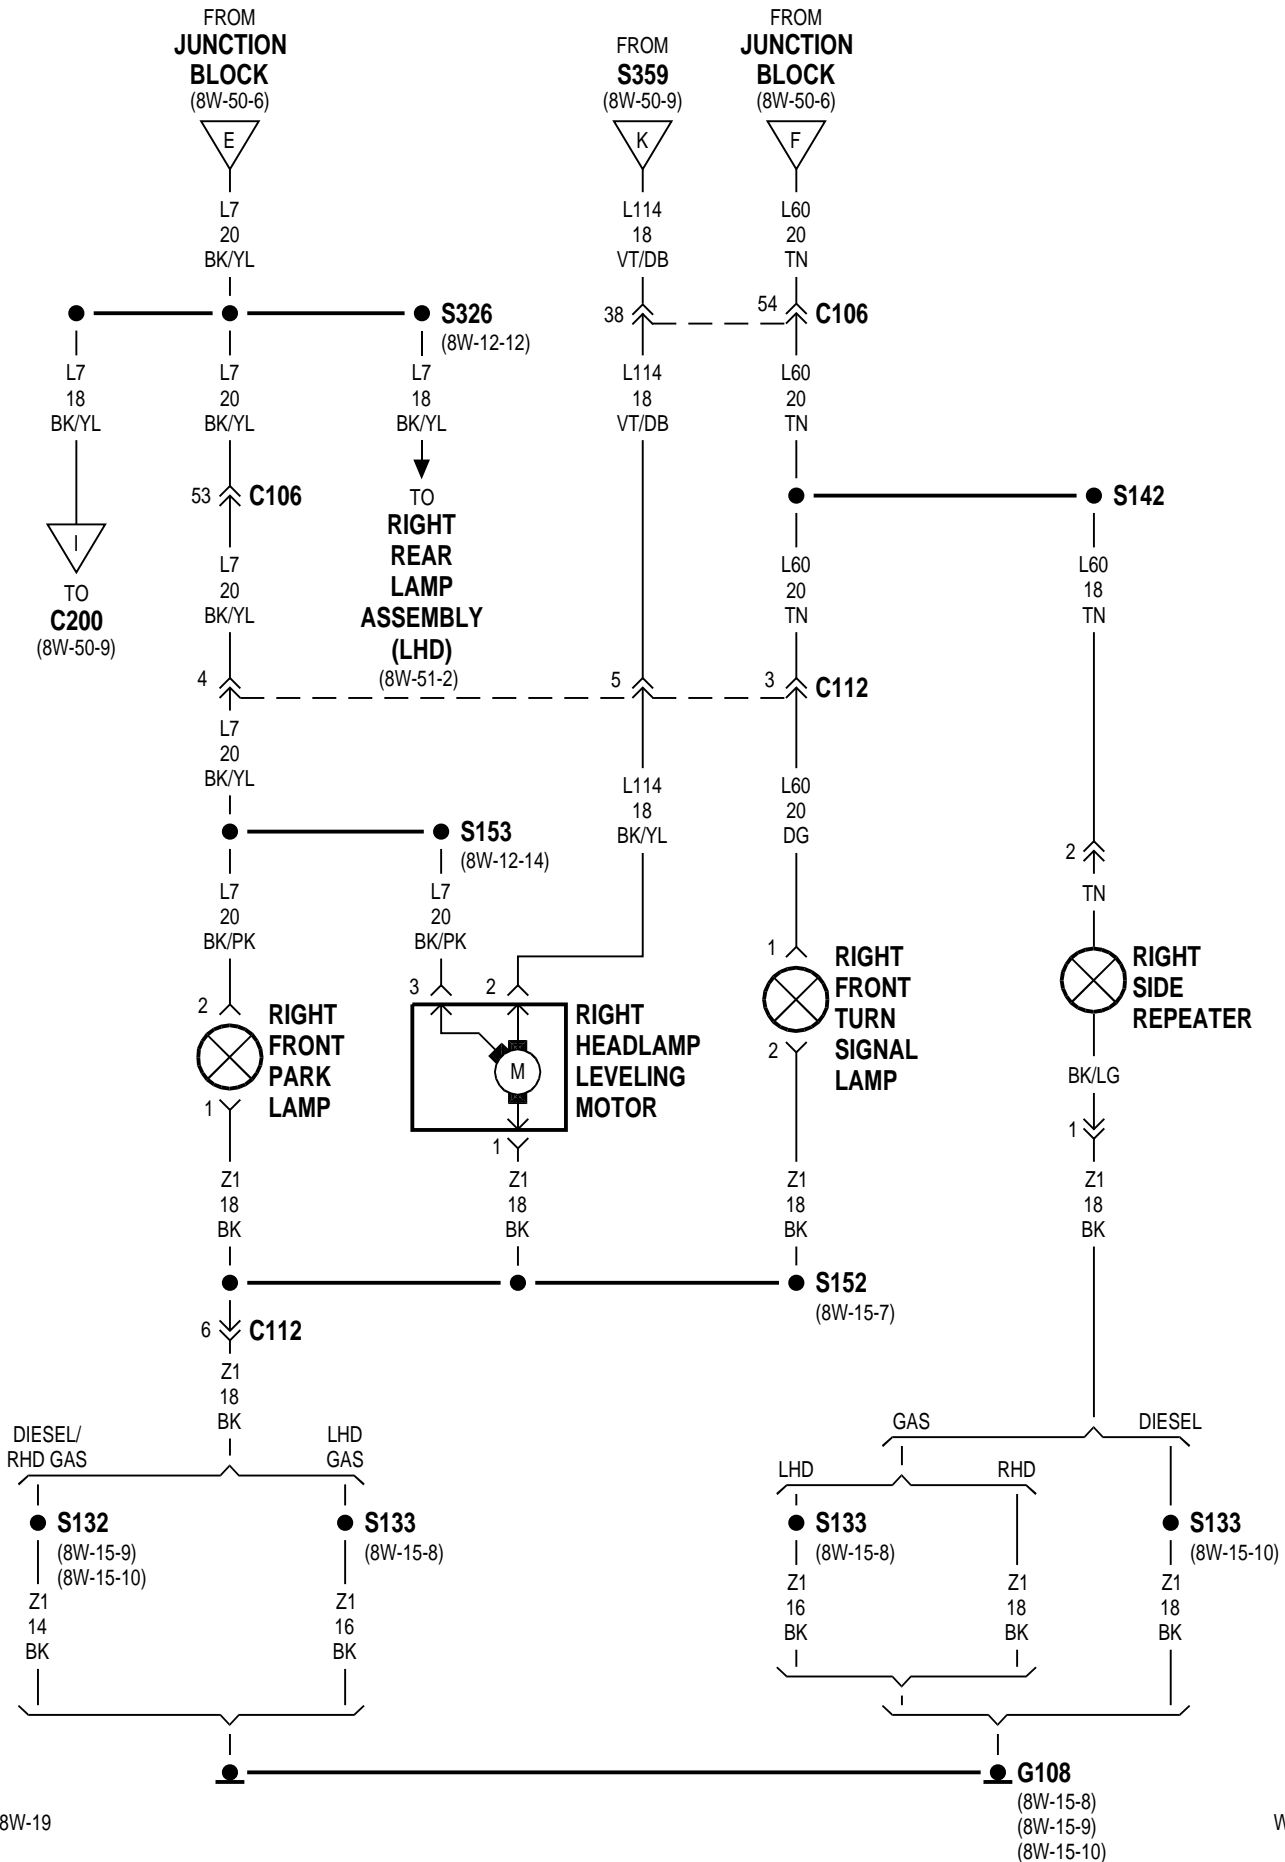 FROM
JUNCTION
BLOCK
(8W-50-6)
E
FROM
S359
(8W-50-9)
K
FROM
JUNCTION
BLOCK
(8W-50-6)
F
L7
20
BK/YL
L114
18
VT/DB
L60
20
TN
S326
(8W-12-12)
38
54
C106
L7
18
BK/YL
L7
20
BK/YL
L7
18
BK/YL
L114
18
VT/DB
L60
20
TN
53
C106
S142
I
TO
C200
(8W-50-9)
TO
RIGHT
REAR
LAMP
ASSEMBLY
(LHD)
(8W-51-2)
L7
20
BK/YL
L60
20
TN
L60
18
TN
4
5
3
C112
L7
20
BK/YL
L114
18
BK/YL
L60
20
DG
S153
(8W-12-14)
2
TN
L7
20
BK/PK
L7
20
BK/PK
2
RIGHT
FRONT
PARK
LAMP
1
3
2
M
RIGHT
HEADLAMP
LEVELING
MOTOR
1
1
RIGHT
FRONT
TURN
SIGNAL
LAMP
2
RIGHT
SIDE
REPEATER
BK/LG
1
Z1
18
BK
Z1
18
BK
Z1
18
BK
Z1
18
BK
S152
(8W-15-7)
6
C112
Z1
18
BK
DIESEL/
RHD GAS
LHD
GAS
GAS
DIESEL
LHD
RHD
S132
(8W-15-9)
(8W-15-10)
S133
(8W-15-8)
S133
(8W-15-8)
S133
(8W-15-10)
Z1
14
BK
Z1
16
BK
Z1
16
BK
Z1
18
BK
Z1
18
BK
G108
(8W-15-8)
(8W-15-9)
(8W-15-10)
8W-19